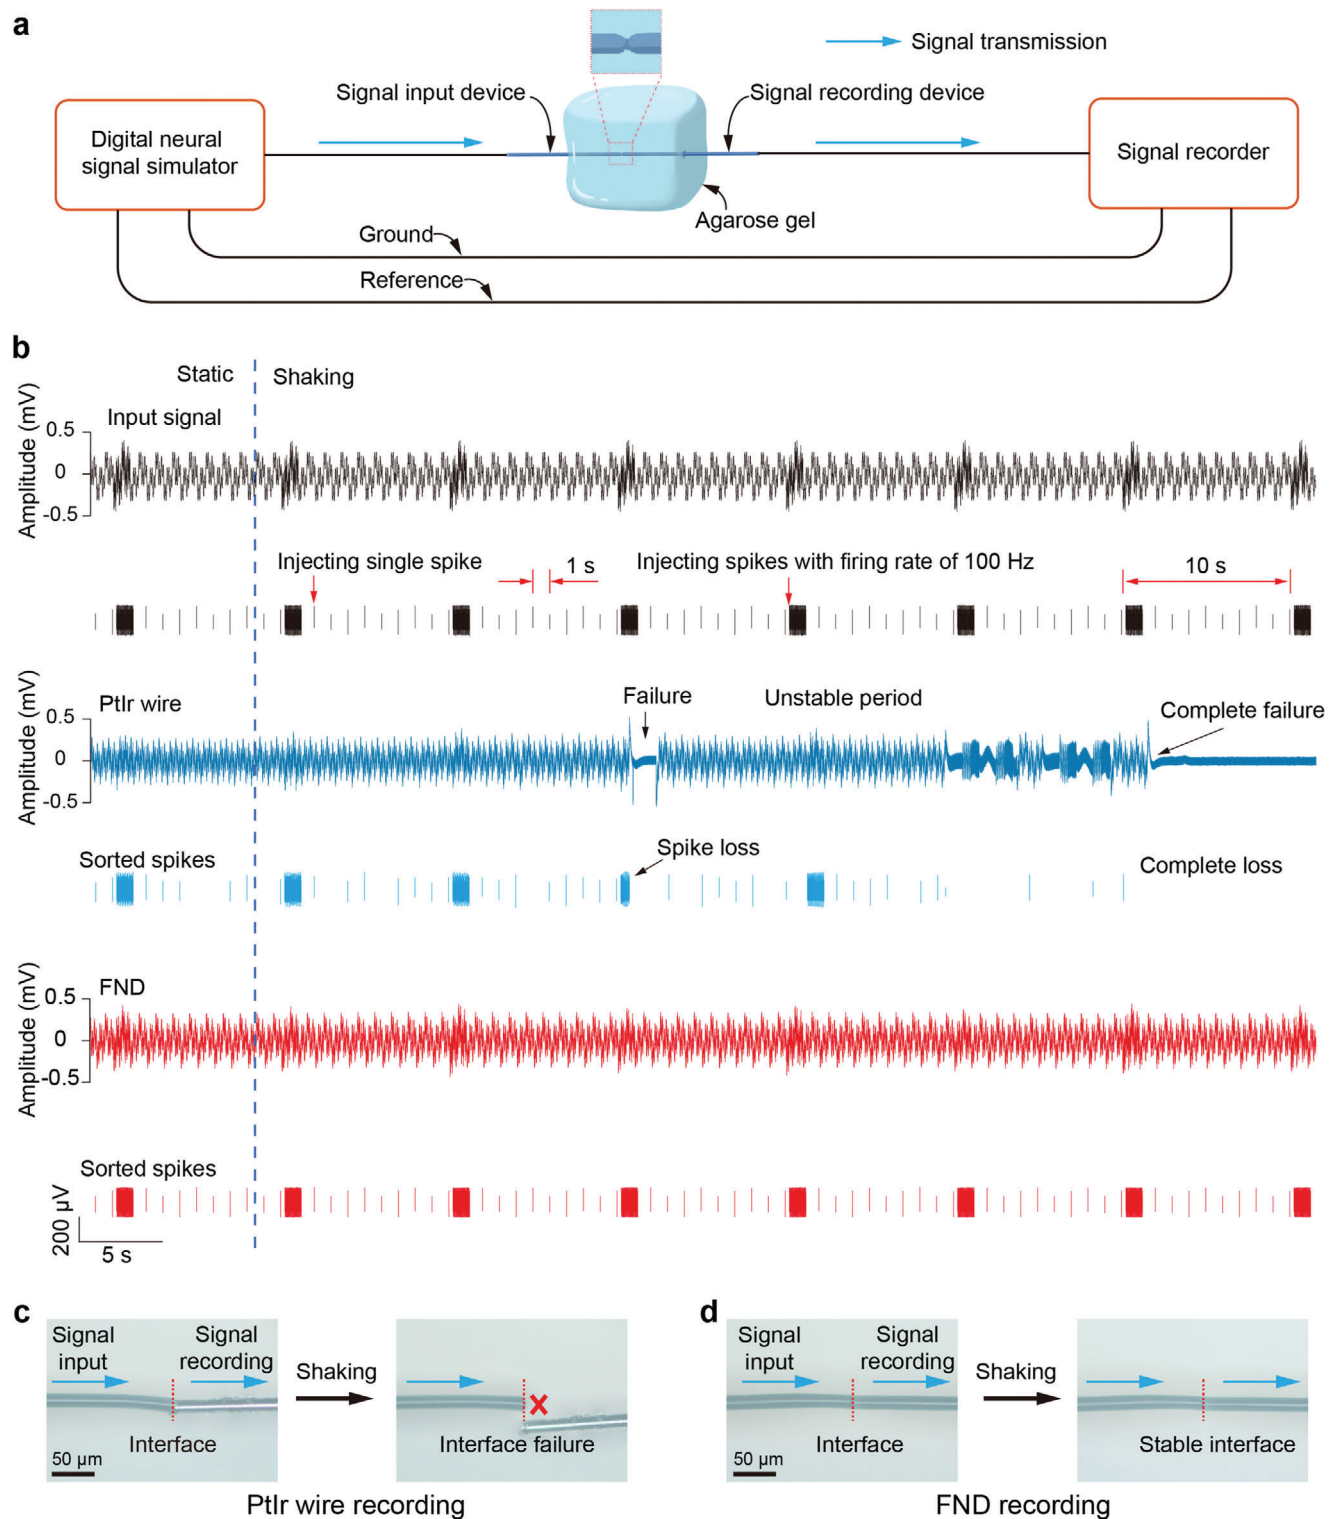 a
Signal transmission
Signal input device
Signal recording device
Digital neural
signal simulator
Signal recorder
Agarose gel
Ground
Reference
b
Static
Shaking
Amplitude (mV)
Input signal
0.5
0
-0.5
Injecting single spike
1 s
Injecting spikes with firing rate of 100 Hz
10 s
Amplitude (mV)
PtIr wire
0.5
0
-0.5
Failure
Unstable period
Complete failure
Sorted spikes
Spike loss
Complete loss
Amplitude (mV)
FND
0.5
0
-0.5
Sorted spikes
200 µV
5 s
c
Signal
input
Signal
recording
Interface
50 µm
Shaking
Interface failure
PtIr wire recording
d
Signal
input
Signal
recording
Interface
50 µm
Shaking
Stable interface
FND recording